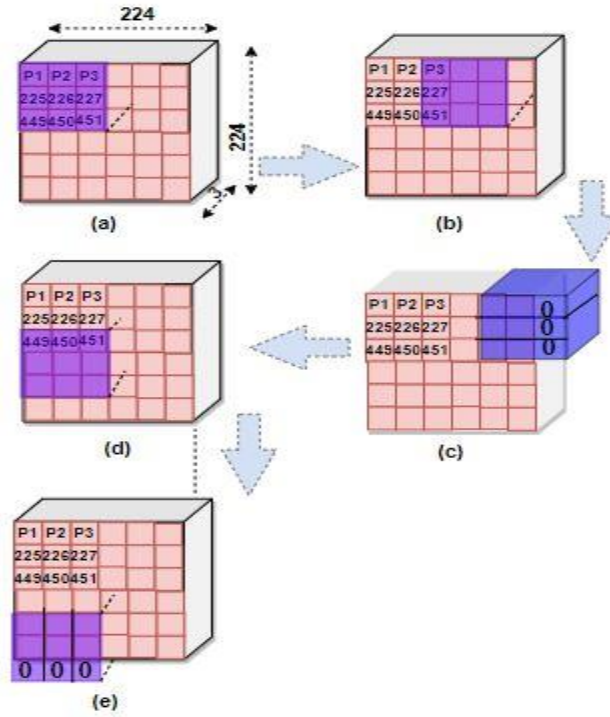 224
P1 P2 P3
225 226 227
449 450 451
224
3
(a)
P1 P2 P3
225 226 227
449 450 451
(b)
P1 P2 P3
225 226 227
449 450 451
0
0
0
(c)
P1 P2 P3
225 226 227
449 450 451
(d)
P1 P2 P3
225 226 227
449 450 451
0 0 0
(e)